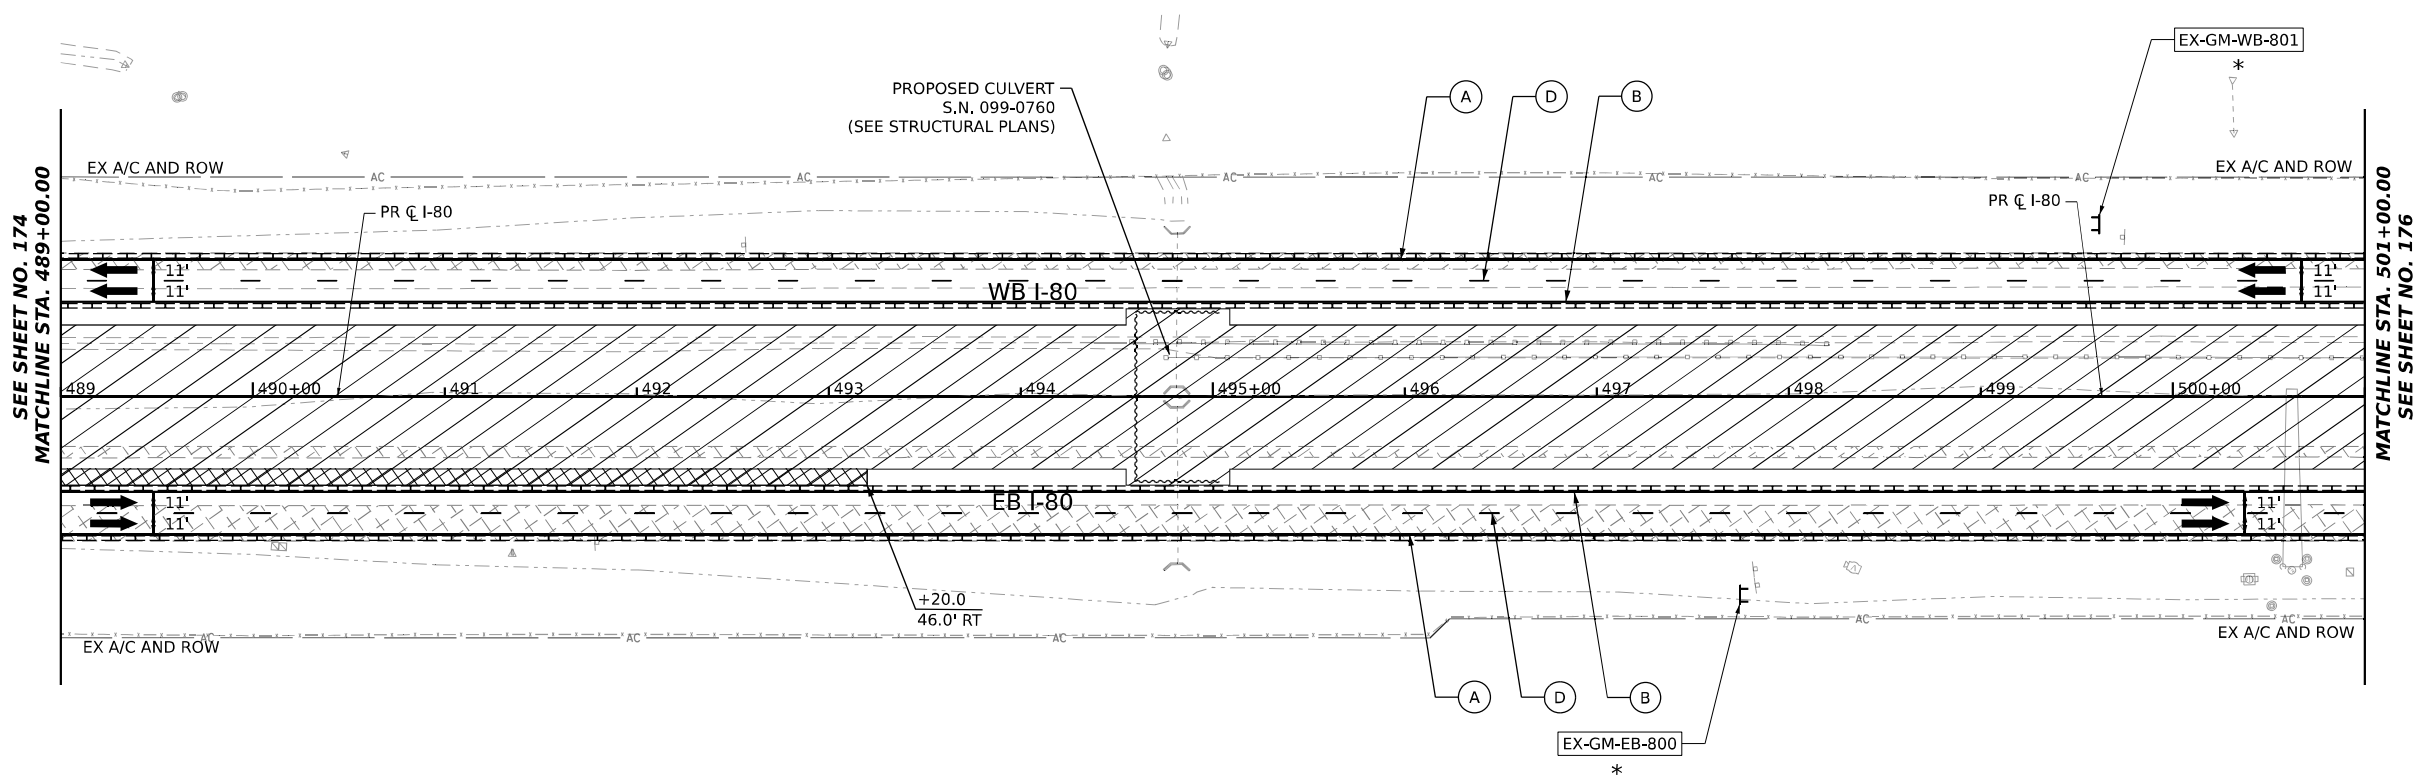 EX-GM-WB-801
*
PROPOSED CULVERT
S.N. 099-0760
(SEE STRUCTURAL PLANS)
A
D
B
EX A/C AND ROW
AC
AC
AC
AC
AC
EX A/C AND ROW
SEE SHEET NO. 174
MATCHLINE STA. 489+00.00
MATCHLINE STA. 501+00.00
SEE SHEET NO. 176
PR ℄ I-80
PR ℄ I-80
11'
11'
WB I-80
11'
11'
489
490+00
491
492
493
494
495+00
496
497
498
499
500+00
11'
11'
EB I-80
11'
11'
+20.0
46.0' RT
AC
AC
AC
AC
AC
EX A/C AND ROW
EX A/C AND ROW
A
D
B
EX-GM-EB-800
*